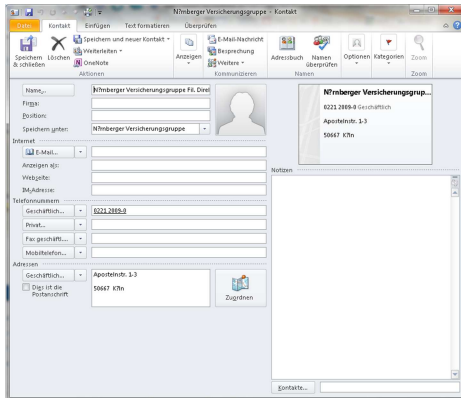 N?rnberger Versicherungsgruppe - Kontakt
Datei Kontakt Einfügen Text formatieren Überprüfen
Speichern & schließen
Löschen
Speichern und neuer Kontakt
Weiterleiten
OneNote
Aktionen
Anzeigen
E-Mail-Nachricht
Besprechung
Weitere
Kommunizieren
Adressbuch
Namen überprüfen
Namen
Optionen
Kategorien
Zoom
Zoom
Name... N?rnberger Versicherungsgruppe Fil. Direl
Firma:
Position:
Speichern unter: N?rnberger Versicherungsgruppe
Internet
E-Mail...
Anzeigen als:
Webseite:
IM-Adresse:
Telefonnummern
Geschäftlich... 0221 2009-0
Privat...
Fax geschäftl....
Mobiltelefon...
Adressen
Geschäftlich... Apostelnstr. 1-3
50667 K?ln
Dies ist die Postanschrift
Zuordnen
N?rnberger Versicherungsgrup...
0221 2009-0 Geschäftlich
Apostelnstr. 1-3
50667 K?ln
Notizen
Kontakte...